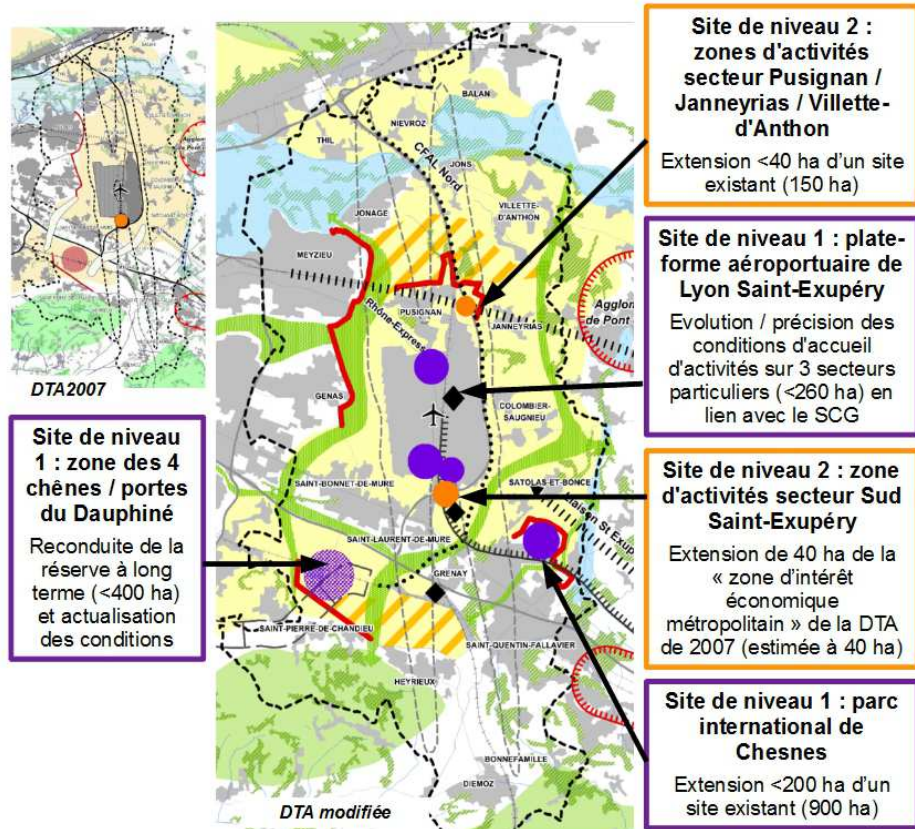 DTA2007
Site de niveau
1 : zone des 4
chênes / portes
du Dauphiné
Reconduite de la
réserve à long
terme (<400 ha)
et actualisation
des conditions
BALAN
NIEVROZ
THIL
CFAL Nord
JONS
VILLETTE-
D'ANTHON
JONAGE
MEYZIEU
PUSIGNAN
Rhône-Express
JANNEYRIAS
Agglom
de Pont
GENAS
COLOMBIER-
SAUGNIEU
SAINT-BONNET-DE-MURE
SATOLAS-ET-BONCE
Liaison St Exup
SAINT-LAURENT-DE-MURE
GRENAY
SAINT-PIERRE-DE-CHANDIEU
SAINT-QUENTIN-FALLAVIER
HEYRIEUX
BONNEFAMILLE
DIEMOZ
DTA modifiée
Site de niveau 2 :
zones d'activités
secteur Pusignan /
Janneyrias / Villette-
d'Anthon
Extension <40 ha d'un site
existant (150 ha)
Site de niveau 1 : plate-
forme aéroportuaire de
Lyon Saint-Exupéry
Evolution / précision des
conditions d'accueil
d'activités sur 3 secteurs
particuliers (<260 ha) en
lien avec le SCG
Site de niveau 2 : zone
d'activités secteur Sud
Saint-Exupéry
Extension de 40 ha de la
« zone d'intérêt
économique
métropolitain » de la DTA
de 2007 (estimée à 40 ha)
Site de niveau 1 : parc
international de
Chesnes
Extension <200 ha d'un
site existant (900 ha)